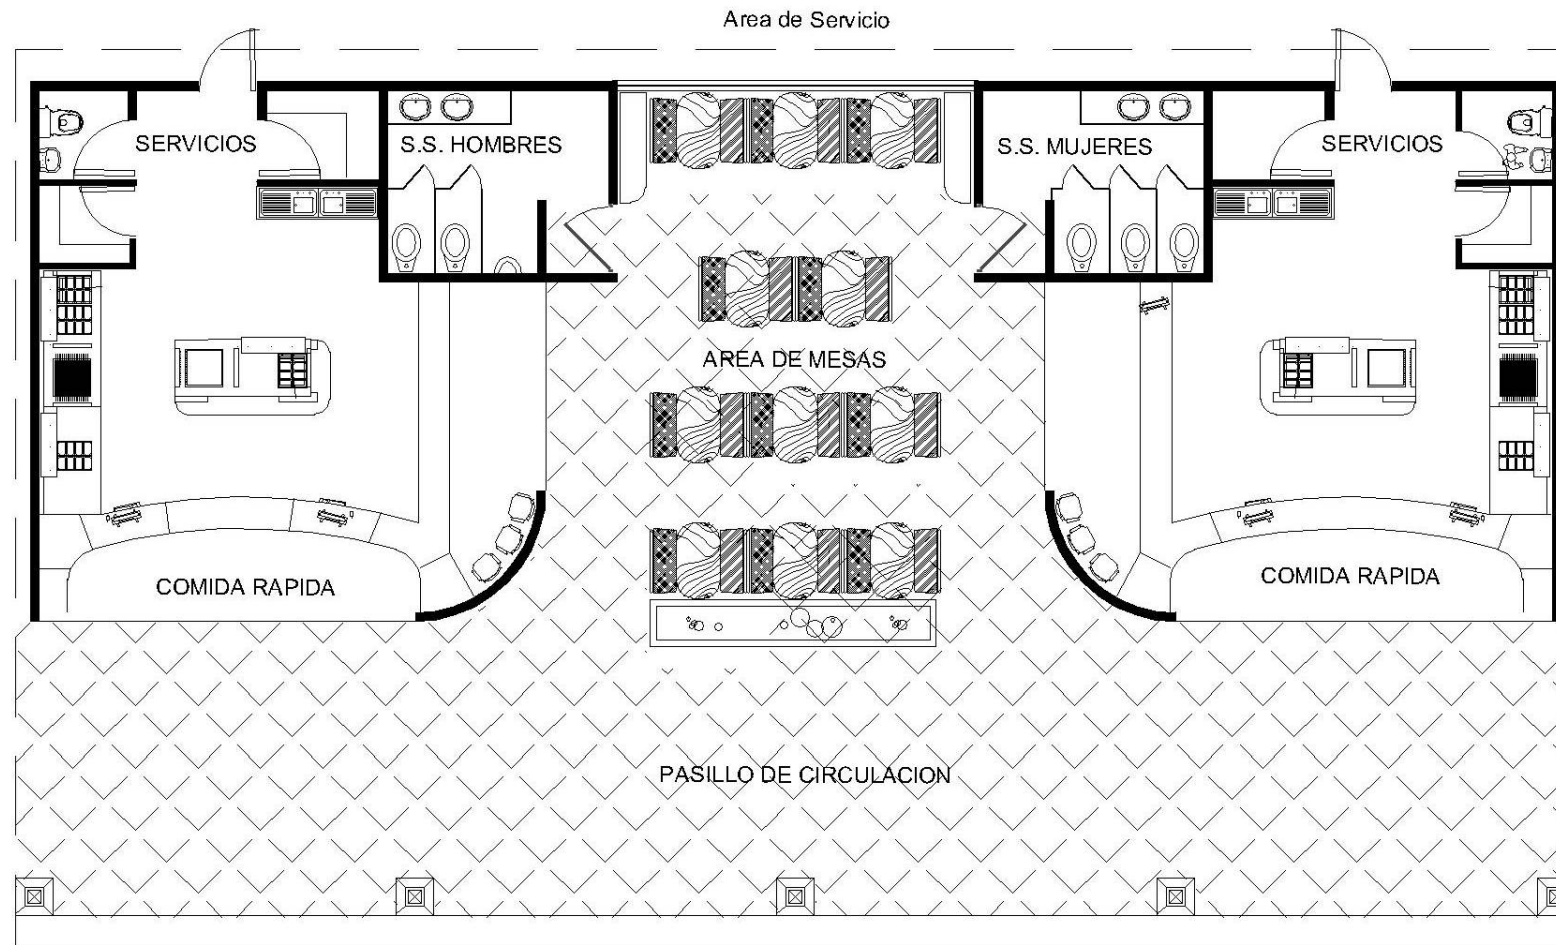 Area de Servicio
SERVICIOS
S.S. HOMBRES
S.S. MUJERES
SERVICIOS
AREA DE MESAS
COMIDA RAPIDA
COMIDA RAPIDA
PASILLO DE CIRCULACION